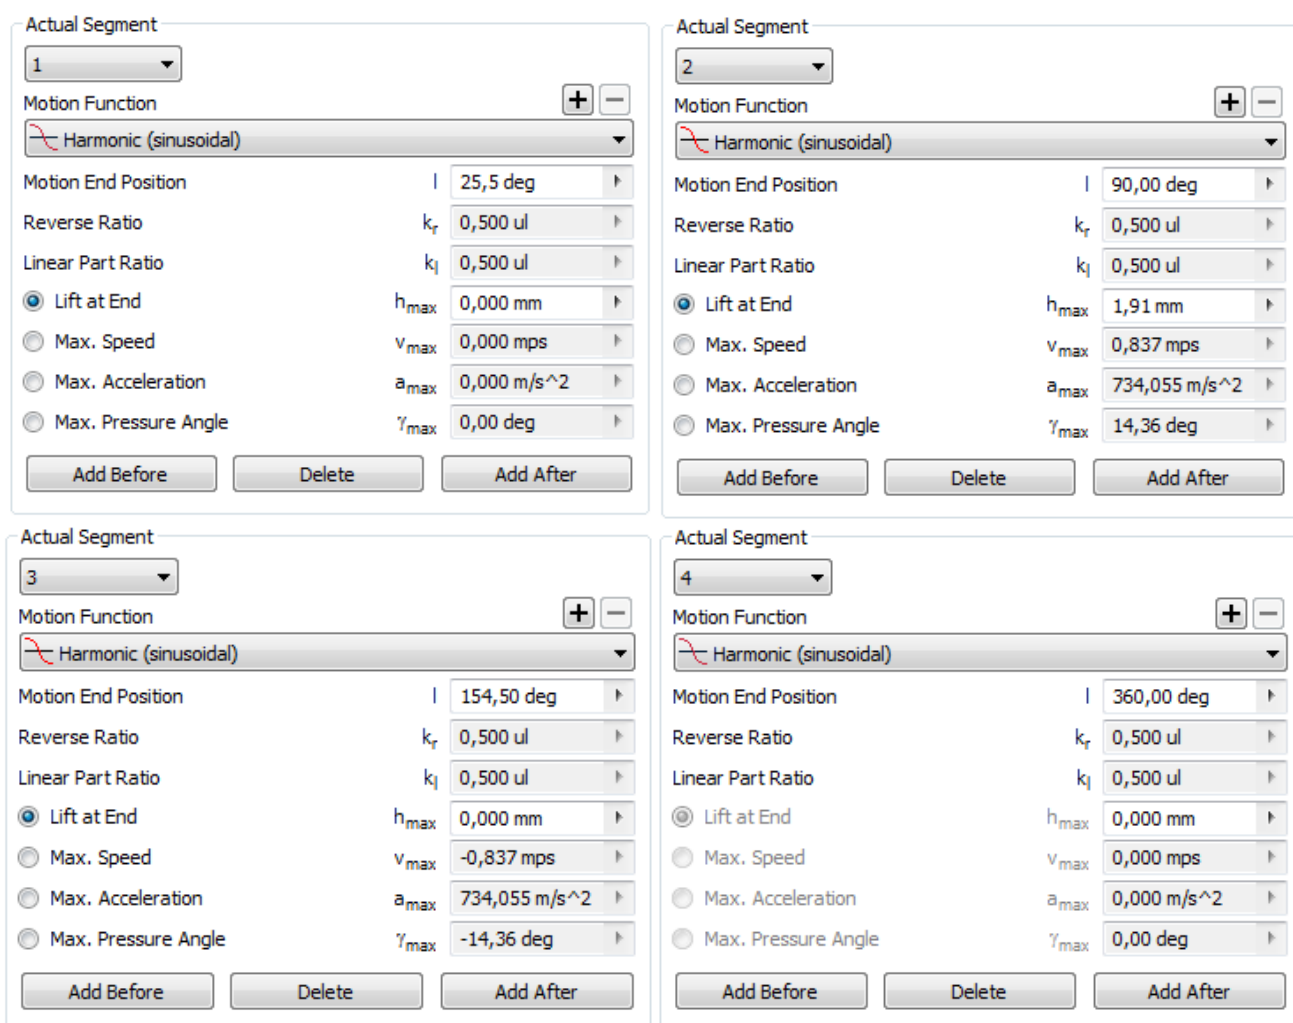 Actual Segment
1
Motion Function
Harmonic (sinusoidal)
Motion End Position l 25,5 deg
Reverse Ratio kr 0,500 ul
Linear Part Ratio kl 0,500 ul
Lift at End hmax 0,000 mm
Max. Speed vmax 0,000 mps
Max. Acceleration amax 0,000 m/s^2
Max. Pressure Angle γmax 0,00 deg
Add Before Delete Add After
Actual Segment
2
Motion Function
Harmonic (sinusoidal)
Motion End Position l 90,00 deg
Reverse Ratio kr 0,500 ul
Linear Part Ratio kl 0,500 ul
Lift at End hmax 1,91 mm
Max. Speed vmax 0,837 mps
Max. Acceleration amax 734,055 m/s^2
Max. Pressure Angle γmax 14,36 deg
Add Before Delete Add After
Actual Segment
3
Motion Function
Harmonic (sinusoidal)
Motion End Position l 154,50 deg
Reverse Ratio kr 0,500 ul
Linear Part Ratio kl 0,500 ul
Lift at End hmax 0,000 mm
Max. Speed vmax -0,837 mps
Max. Acceleration amax 734,055 m/s^2
Max. Pressure Angle γmax -14,36 deg
Add Before Delete Add After
Actual Segment
4
Motion Function
Harmonic (sinusoidal)
Motion End Position l 360,00 deg
Reverse Ratio kr 0,500 ul
Linear Part Ratio kl 0,500 ul
Lift at End hmax 0,000 mm
Max. Speed vmax 0,000 mps
Max. Acceleration amax 0,000 m/s^2
Max. Pressure Angle γmax 0,00 deg
Add Before Delete Add After